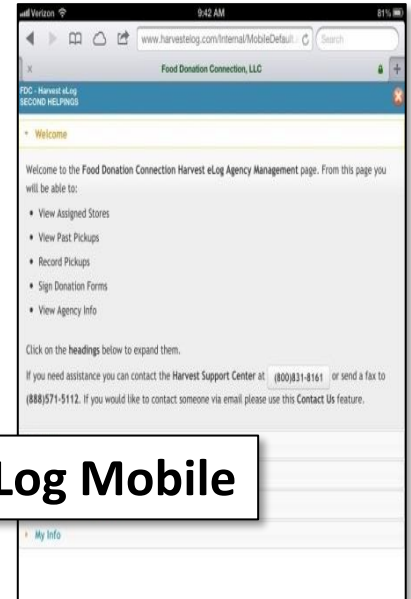 Verizon 9:42 AM 81%
www.harvestelog.com/Internal/MobileDefault. Search
Food Donation Connection, LLC
FDC - Harvest eLog
SECOND HELPINGS
Welcome
Welcome to the Food Donation Connection Harvest eLog Agency Management page. From this page you
will be able to:
• View Assigned Stores
• View Past Pickups
• Record Pickups
• Sign Donation Forms
• View Agency Info
Click on the headings below to expand them.
If you need assistance you can contact the Harvest Support Center at (800)831-8161 or send a fax to
(888)571-5112. If you would like to contact someone via email please use this Contact Us feature.
Log Mobile
My Info